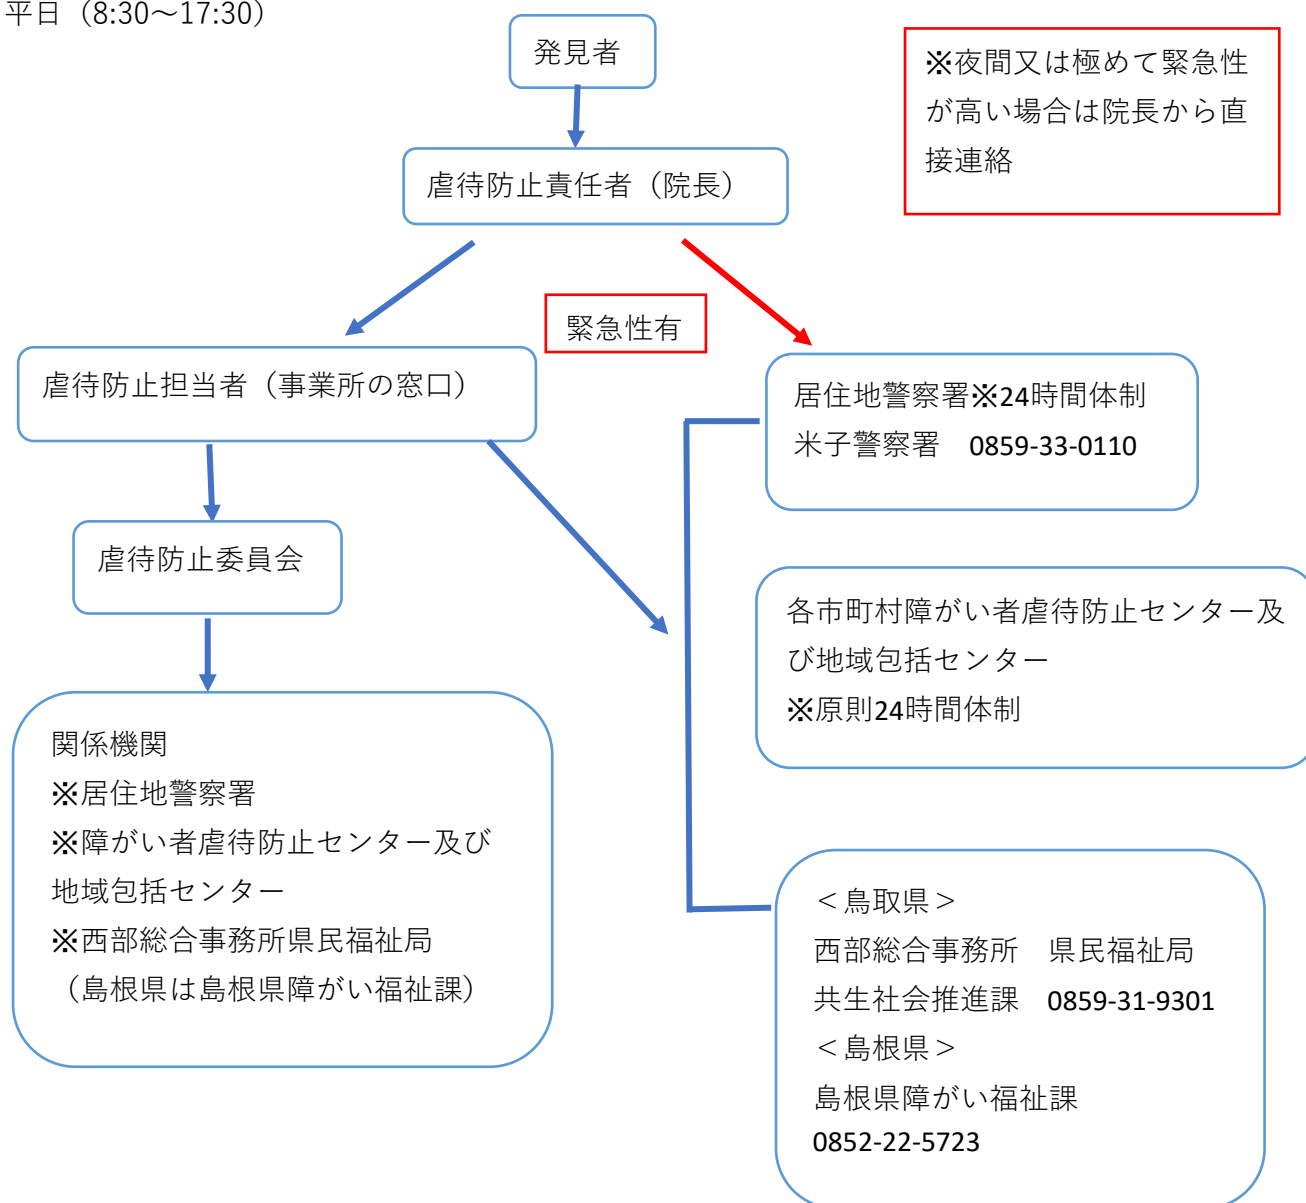 平日（8:30～17:30）
発見者
※夜間又は極めて緊急性
が高い場合は院長から直
接連絡
虐待防止責任者（院長）
緊急性有
虐待防止担当者（事業所の窓口）
居住地警察署※24時間体制
米子警察署　0859-33-0110
虐待防止委員会
各市町村障がい者虐待防止センター及
び地域包括センター
※原則24時間体制
関係機関
※居住地警察署
※障がい者虐待防止センター及び
地域包括センター
※西部総合事務所県民福祉局
（島根県は島根県障がい福祉課）
＜鳥取県＞
西部総合事務所　県民福祉局
共生社会推進課　0859-31-9301
＜島根県＞
島根県障がい福祉課
0852-22-5723